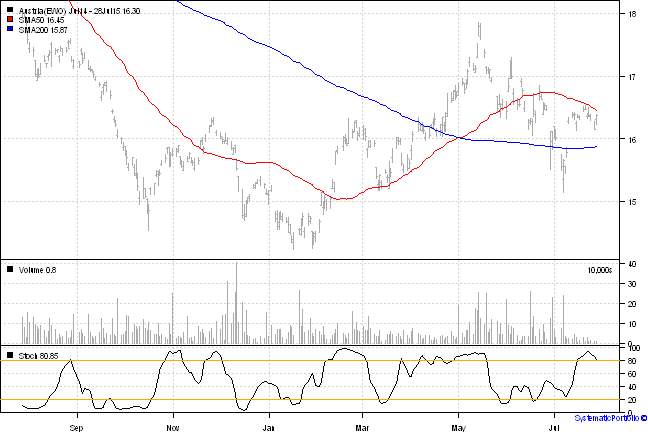 Austria(EWO) Jul14 - 28Jul15 16.30
SMA50 16.45
SMA200 15.87
18
17
16
15
Volume 0.8
10,000s
40
30
20
10
0
Stoch 80.85
100
80
60
40
20
0
Sep Nov Jan Mar May Jul
SystematicPortfolio ©